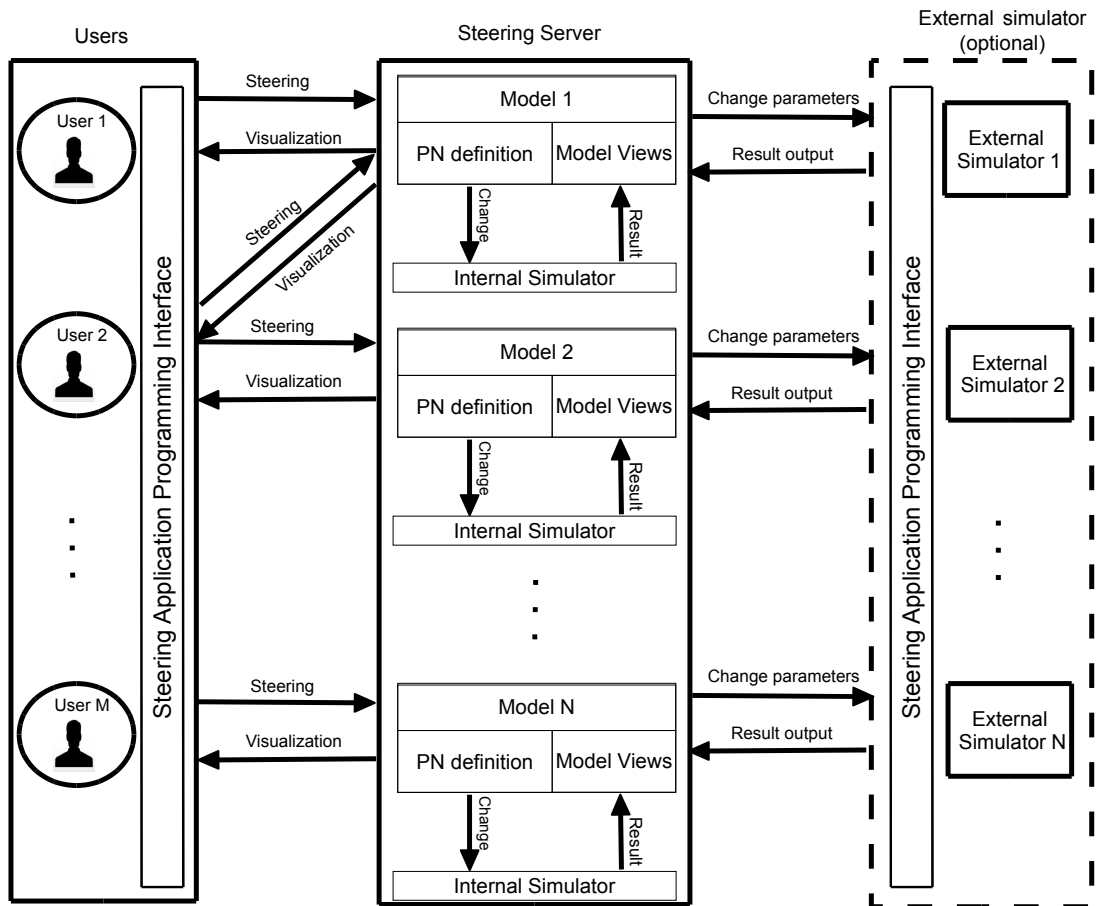 Users
Steering Server
External simulator
(optional)
User 1
Steering
Visualization
Steering
Visualization
Model 1
PN definition
Model Views
Change
Result
Internal Simulator
Change parameters
Result output
External
Simulator 1
User 2
Steering
Visualization
Model 2
PN definition
Model Views
Change
Result
Internal Simulator
Change parameters
Result output
External
Simulator 2
Steering Application Programming Interface
Steering Application Programming Interface
User M
Steering
Visualization
Model N
PN definition
Model Views
Change
Result
Internal Simulator
Change parameters
Result output
External
Simulator N